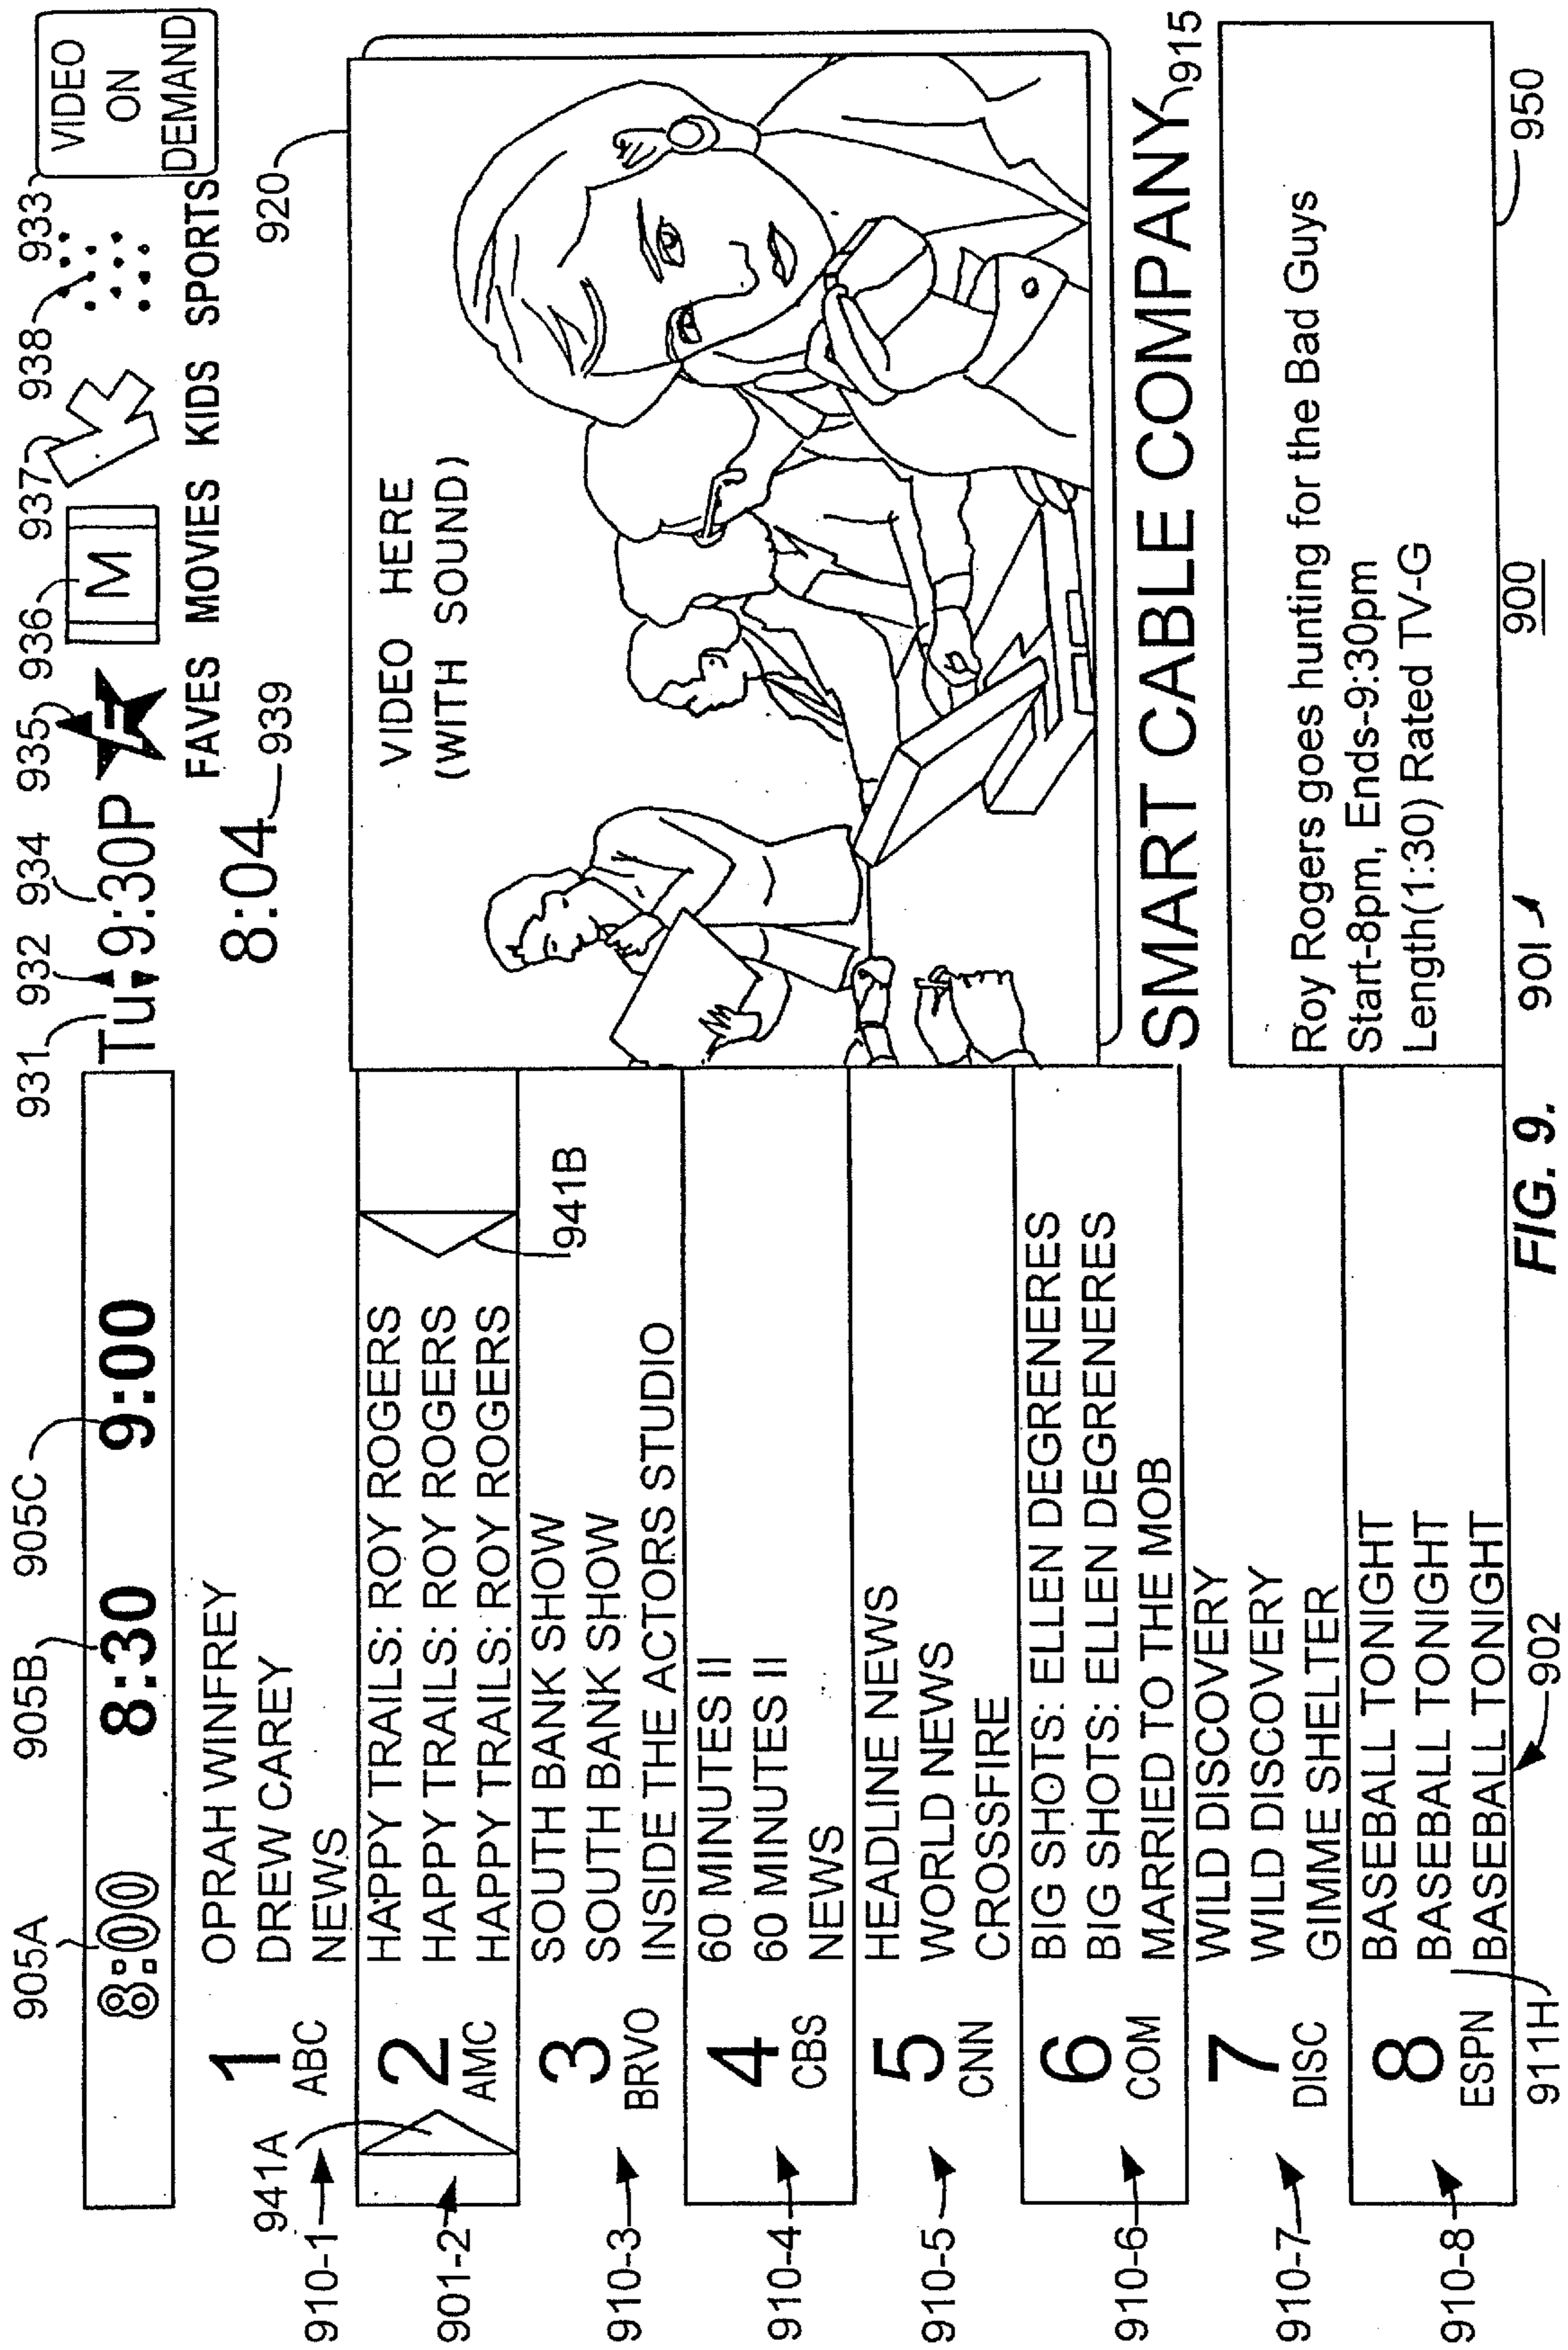 905A
905B
905C
931
932
934
935
936
937
938
933
8:00
8:30
9:00
Tu
9:30P
F
M
K
VIDEO
ON
DEMAND
FAVES
MOVIES
KIDS
SPORTS
8:04
939
920
941A
910-1
1
ABC
OPRAH WINFREY
DREW CAREY
NEWS
901-2
2
AMC
HAPPY TRAILS: ROY ROGERS
HAPPY TRAILS: ROY ROGERS
HAPPY TRAILS: ROY ROGERS
941B
910-3
3
BRVO
SOUTH BANK SHOW
SOUTH BANK SHOW
INSIDE THE ACTORS STUDIO
910-4
4
CBS
60 MINUTES II
60 MINUTES II
NEWS
910-5
5
CNN
HEADLINE NEWS
WORLD NEWS
CROSSFIRE
910-6
6
COM
BIG SHOTS: ELLEN DEGRENERES
BIG SHOTS: ELLEN DEGRENERES
MARRIED TO THE MOB
910-7
7
DISC
WILD DISCOVERY
WILD DISCOVERY
GIMME SHELTER
910-8
8
ESPN
BASEBALL TONIGHT
BASEBALL TONIGHT
BASEBALL TONIGHT
911H
902
VIDEO HERE
(WITH SOUND)
SMART CABLE COMPANY
915
Roy Rogers goes hunting for the Bad Guys
Start-8pm, Ends-9:30pm
Length(1:30) Rated TV-G
901
900
950
FIG. 9.